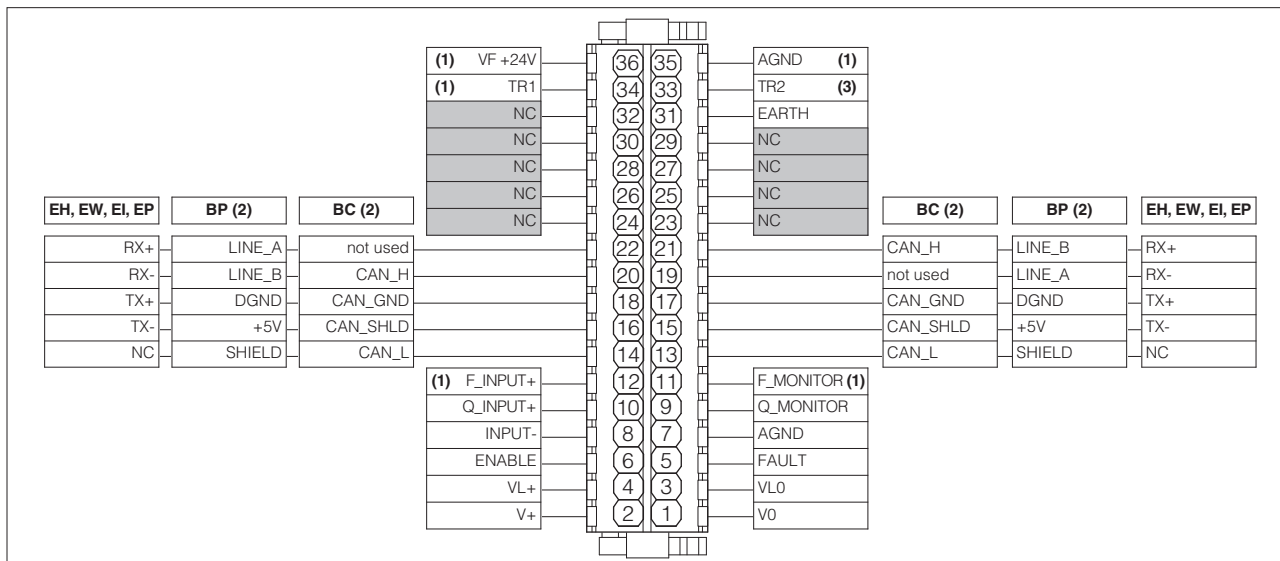 (1) VF +24V 36 35 AGND (1)
(1) TR1 34 33 TR2 (3)
NC 32 31 EARTH
NC 30 29 NC
NC 28 27 NC
NC 26 25 NC
NC 24 23 NC
EH, EW, EI, EP BP (2) BC (2) BC (2) BP (2) EH, EW, EI, EP
RX+ LINE_A not used 22 21 CAN_H LINE_B RX+
RX- LINE_B CAN_H 20 19 not used LINE_A RX-
TX+ DGND CAN_GND 18 17 CAN_GND DGND TX+
TX- +5V CAN_SHLD 16 15 CAN_SHLD +5V TX-
NC SHIELD CAN_L 14 13 CAN_L SHIELD NC
(1) F_INPUT+ 12 11 F_MONITOR (1)
Q_INPUT+ 10 9 Q_MONITOR
INPUT- 8 7 AGND
ENABLE 6 5 FAULT
VL+ 4 3 VL0
V+ 2 1 V0